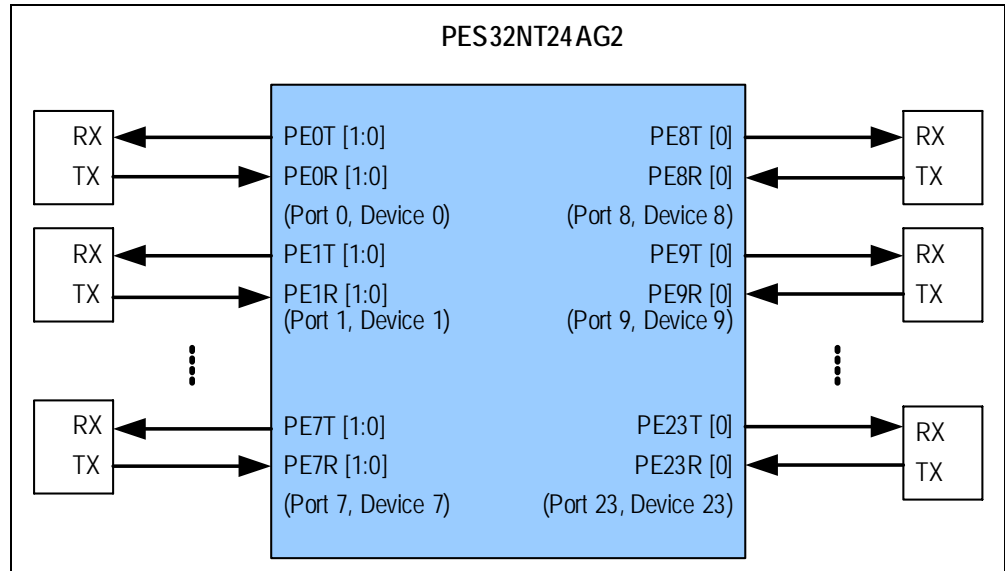 PES32NT24AG2
RX
TX
PE0T [1:0]
PE0R [1:0]
(Port 0, Device 0)
RX
TX
PE1T [1:0]
PE1R [1:0]
(Port 1, Device 1)
RX
TX
PE7T [1:0]
PE7R [1:0]
(Port 7, Device 7)
PE8T [0]
PE8R [0]
(Port 8, Device 8)
RX
TX
PE9T [0]
PE9R [0]
(Port 9, Device 9)
RX
TX
PE23T [0]
PE23R [0]
(Port 23, Device 23)
RX
TX